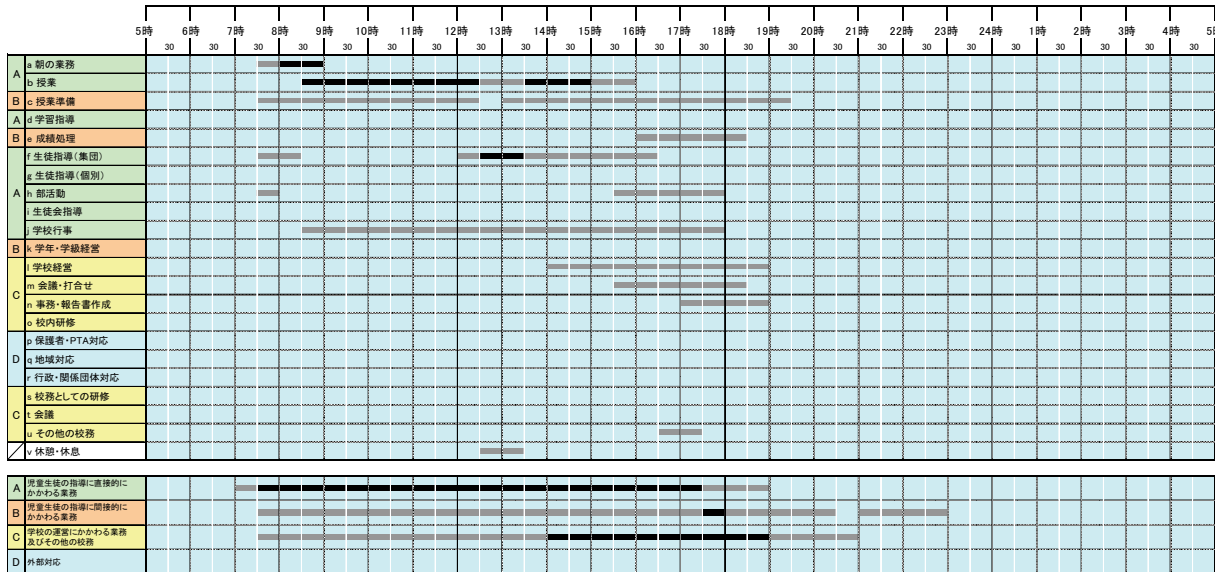 5時 6時 7時 8時 9時 10時 11時 12時 13時 14時 15時 16時 17時 18時 19時 20時 21時 22時 23時 24時 1時 2時 3時 4時 5時
30 30 30 30 30 30 30 30 30 30 30 30 30 30 30 30 30 30 30 30 30 30 30 30
A a 朝の業務
b 授業
B c 授業準備
A d 学習指導
B e 成績処理
A f 生徒指導(集団)
g 生徒指導(個別)
h 部活動
i 生徒会指導
j 学校行事
B k 学年・学級経営
C l 学校経営
m 会議・打合せ
n 事務・報告書作成
o 校内研修
D p 保護者・PTA対応
q 地域対応
r 行政・関係団体対応
C s 校務としての研修
t 会議
u その他の校務
v 休憩・休息
A 児童生徒の指導に直接的に
かかわる業務
B 児童生徒の指導に間接的に
かかわる業務
C 学校の運営にかかわる業務
及びその他の校務
D 外部対応